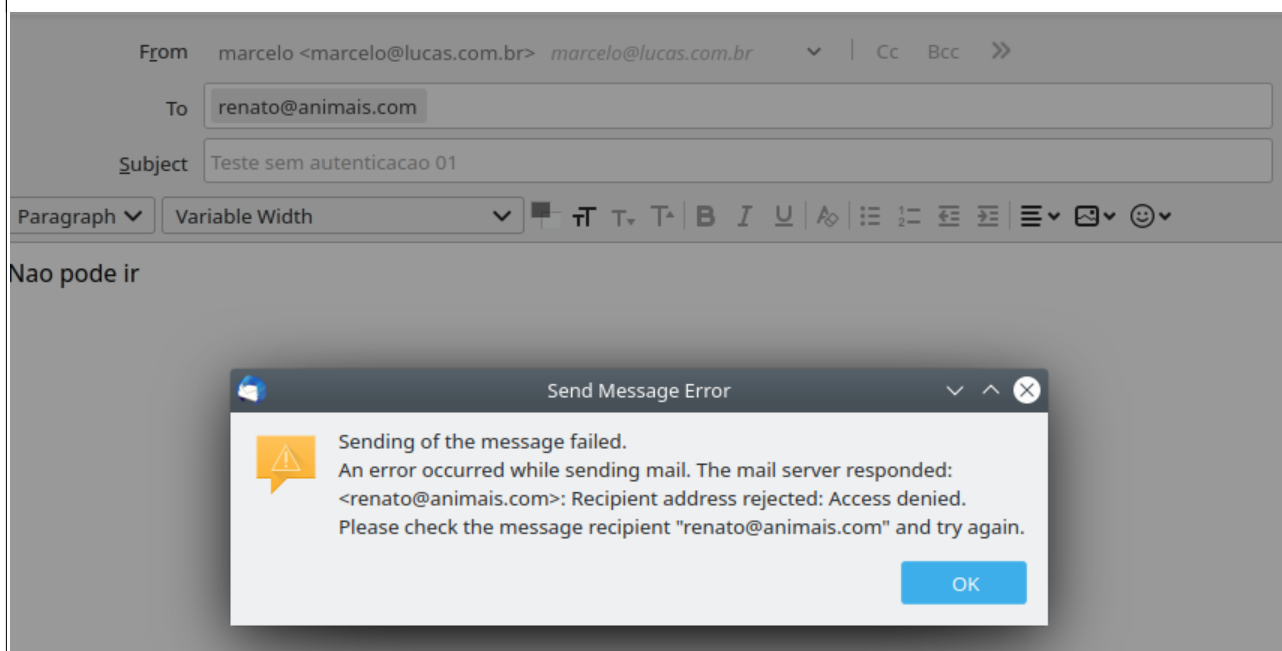 From marcelo <marcelo@lucas.com.br> marcelo@lucas.com.br Cc Bcc
To renato@animais.com
Subject Teste sem autenticacao 01
Paragraph Variable Width
Nao pode ir
Send Message Error
Sending of the message failed.
An error occurred while sending mail. The mail server responded:
<renato@animais.com>: Recipient address rejected: Access denied.
Please check the message recipient "renato@animais.com" and try again.
OK